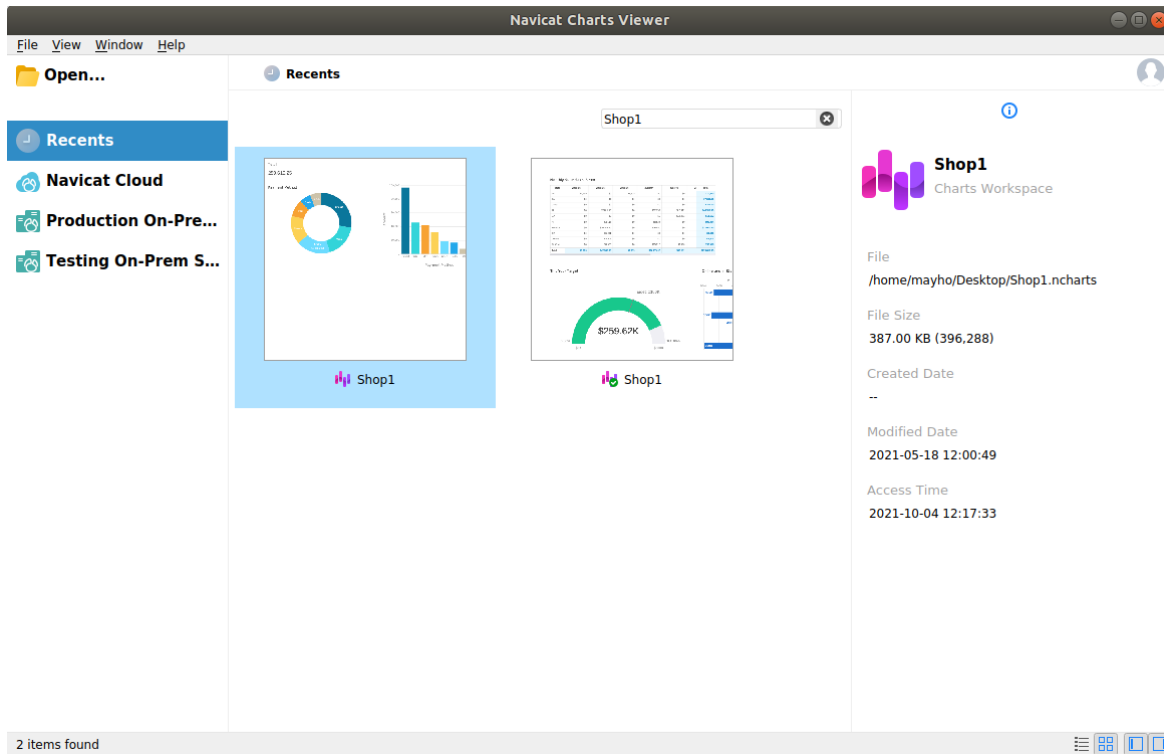 Navicat Charts Viewer
File View Window Help
Open...
Recents
Shop1
Recents
Navicat Cloud
Production On-Pre...
Testing On-Prem S...
$259.62K
Shop1
Shop1
Shop1
Charts Workspace
File
/home/mayho/Desktop/Shop1.ncharts
File Size
387.00 KB (396,288)
Created Date
--
Modified Date
2021-05-18 12:00:49
Access Time
2021-10-04 12:17:33
2 items found